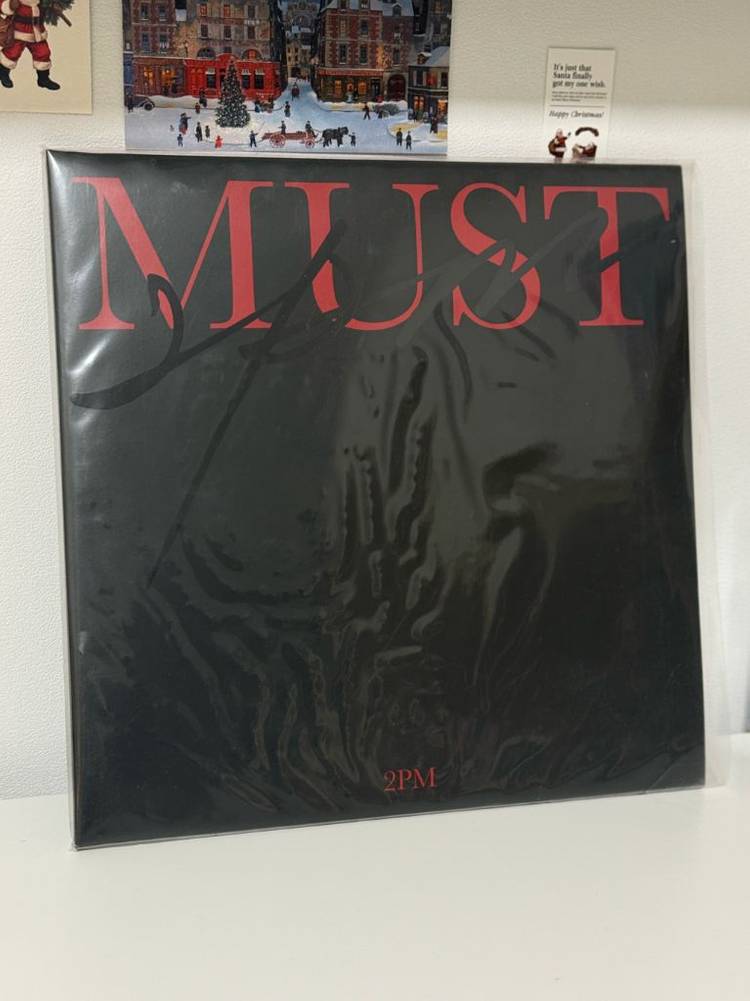 It's just that
Santa finally
got my one wish.
Happy Christmas!
MUST
2PM